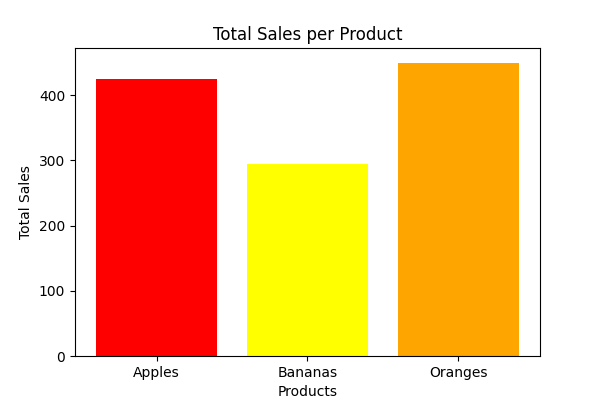 Total Sales per Product
Total Sales
400
300
200
100
0
Apples
Bananas
Oranges
Products